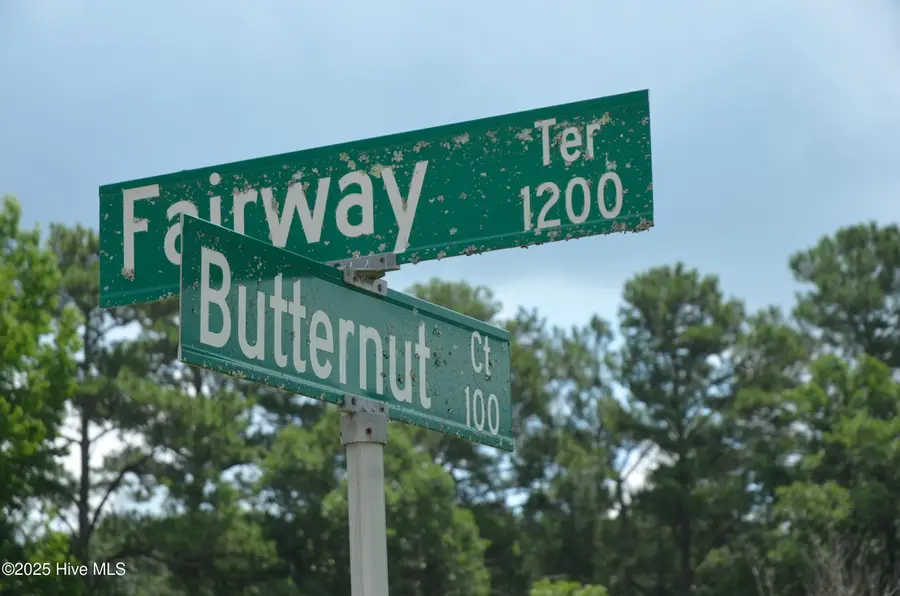 Fairway Ter
1200
Butternut Ct
100
©2025 Hive MLS